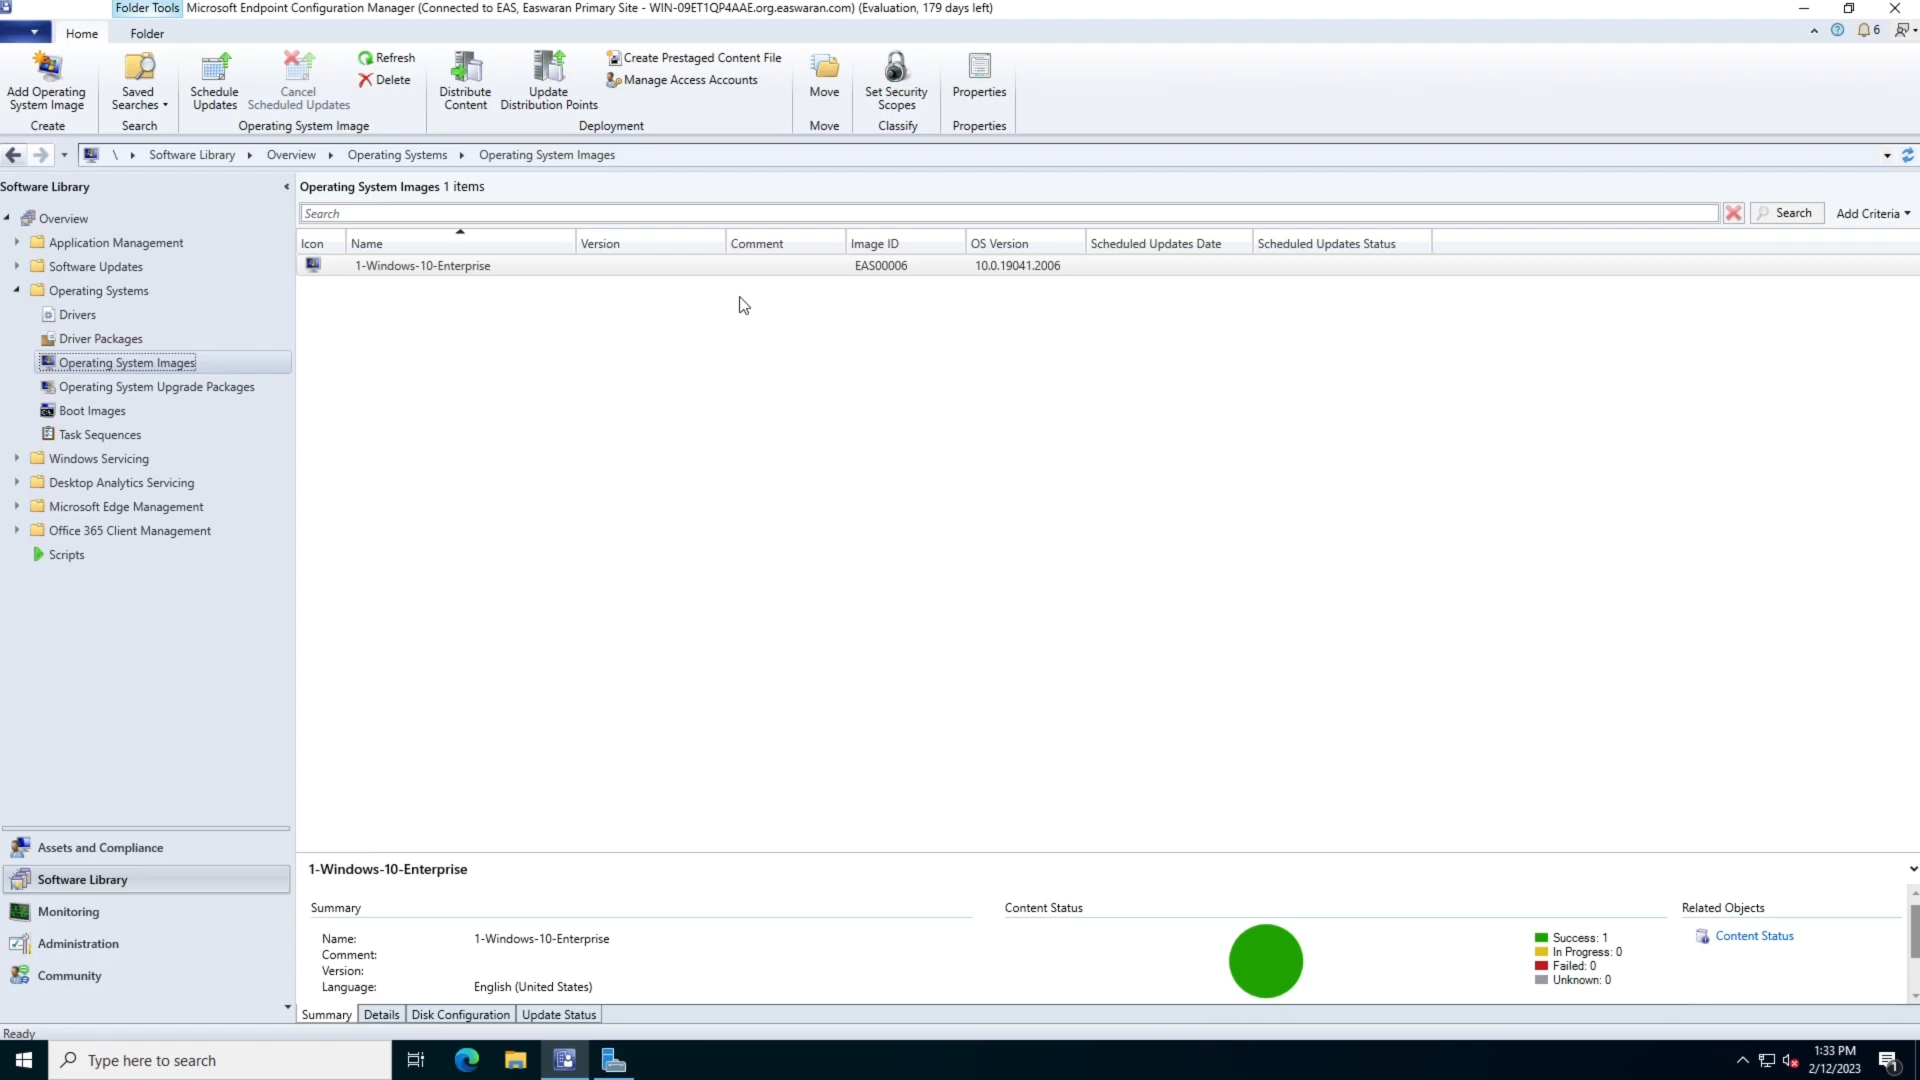 Folder Tools Microsoft Endpoint Configuration Manager (Connected to EAS, Easwaran Primary Site - WIN-09ET1QP4AAE.org.easwaran.com) (Evaluation, 179 days left)
Home Folder
6
Add Operating System Image
Create
Saved Searches
Search
Schedule Updates
Cancel Scheduled Updates
Refresh
Delete
Operating System Image
Distribute Content
Update Distribution Points
Create Prestaged Content File
Manage Access Accounts
Deployment
Move
Move
Set Security Scopes
Classify
Properties
Properties
\ Software Library Overview Operating Systems Operating System Images
Software Library
Overview
Application Management
Software Updates
Operating Systems
Drivers
Driver Packages
Operating System Images
Operating System Upgrade Packages
Boot Images
Task Sequences
Windows Servicing
Desktop Analytics Servicing
Microsoft Edge Management
Office 365 Client Management
Scripts
Assets and Compliance
Software Library
Monitoring
Administration
Community
Operating System Images 1 items
Search Search Add Criteria
Icon Name Version Comment Image ID OS Version Scheduled Updates Date Scheduled Updates Status
1-Windows-10-Enterprise EAS00006 10.0.19041.2006
1-Windows-10-Enterprise
Summary
Name: 1-Windows-10-Enterprise
Comment:
Version:
Language: English (United States)
Content Status
Success: 1
In Progress: 0
Failed: 0
Unknown: 0
Related Objects
Content Status
Summary Details Disk Configuration Update Status
Ready
Type here to search
1:33 PM
2/12/2023
1